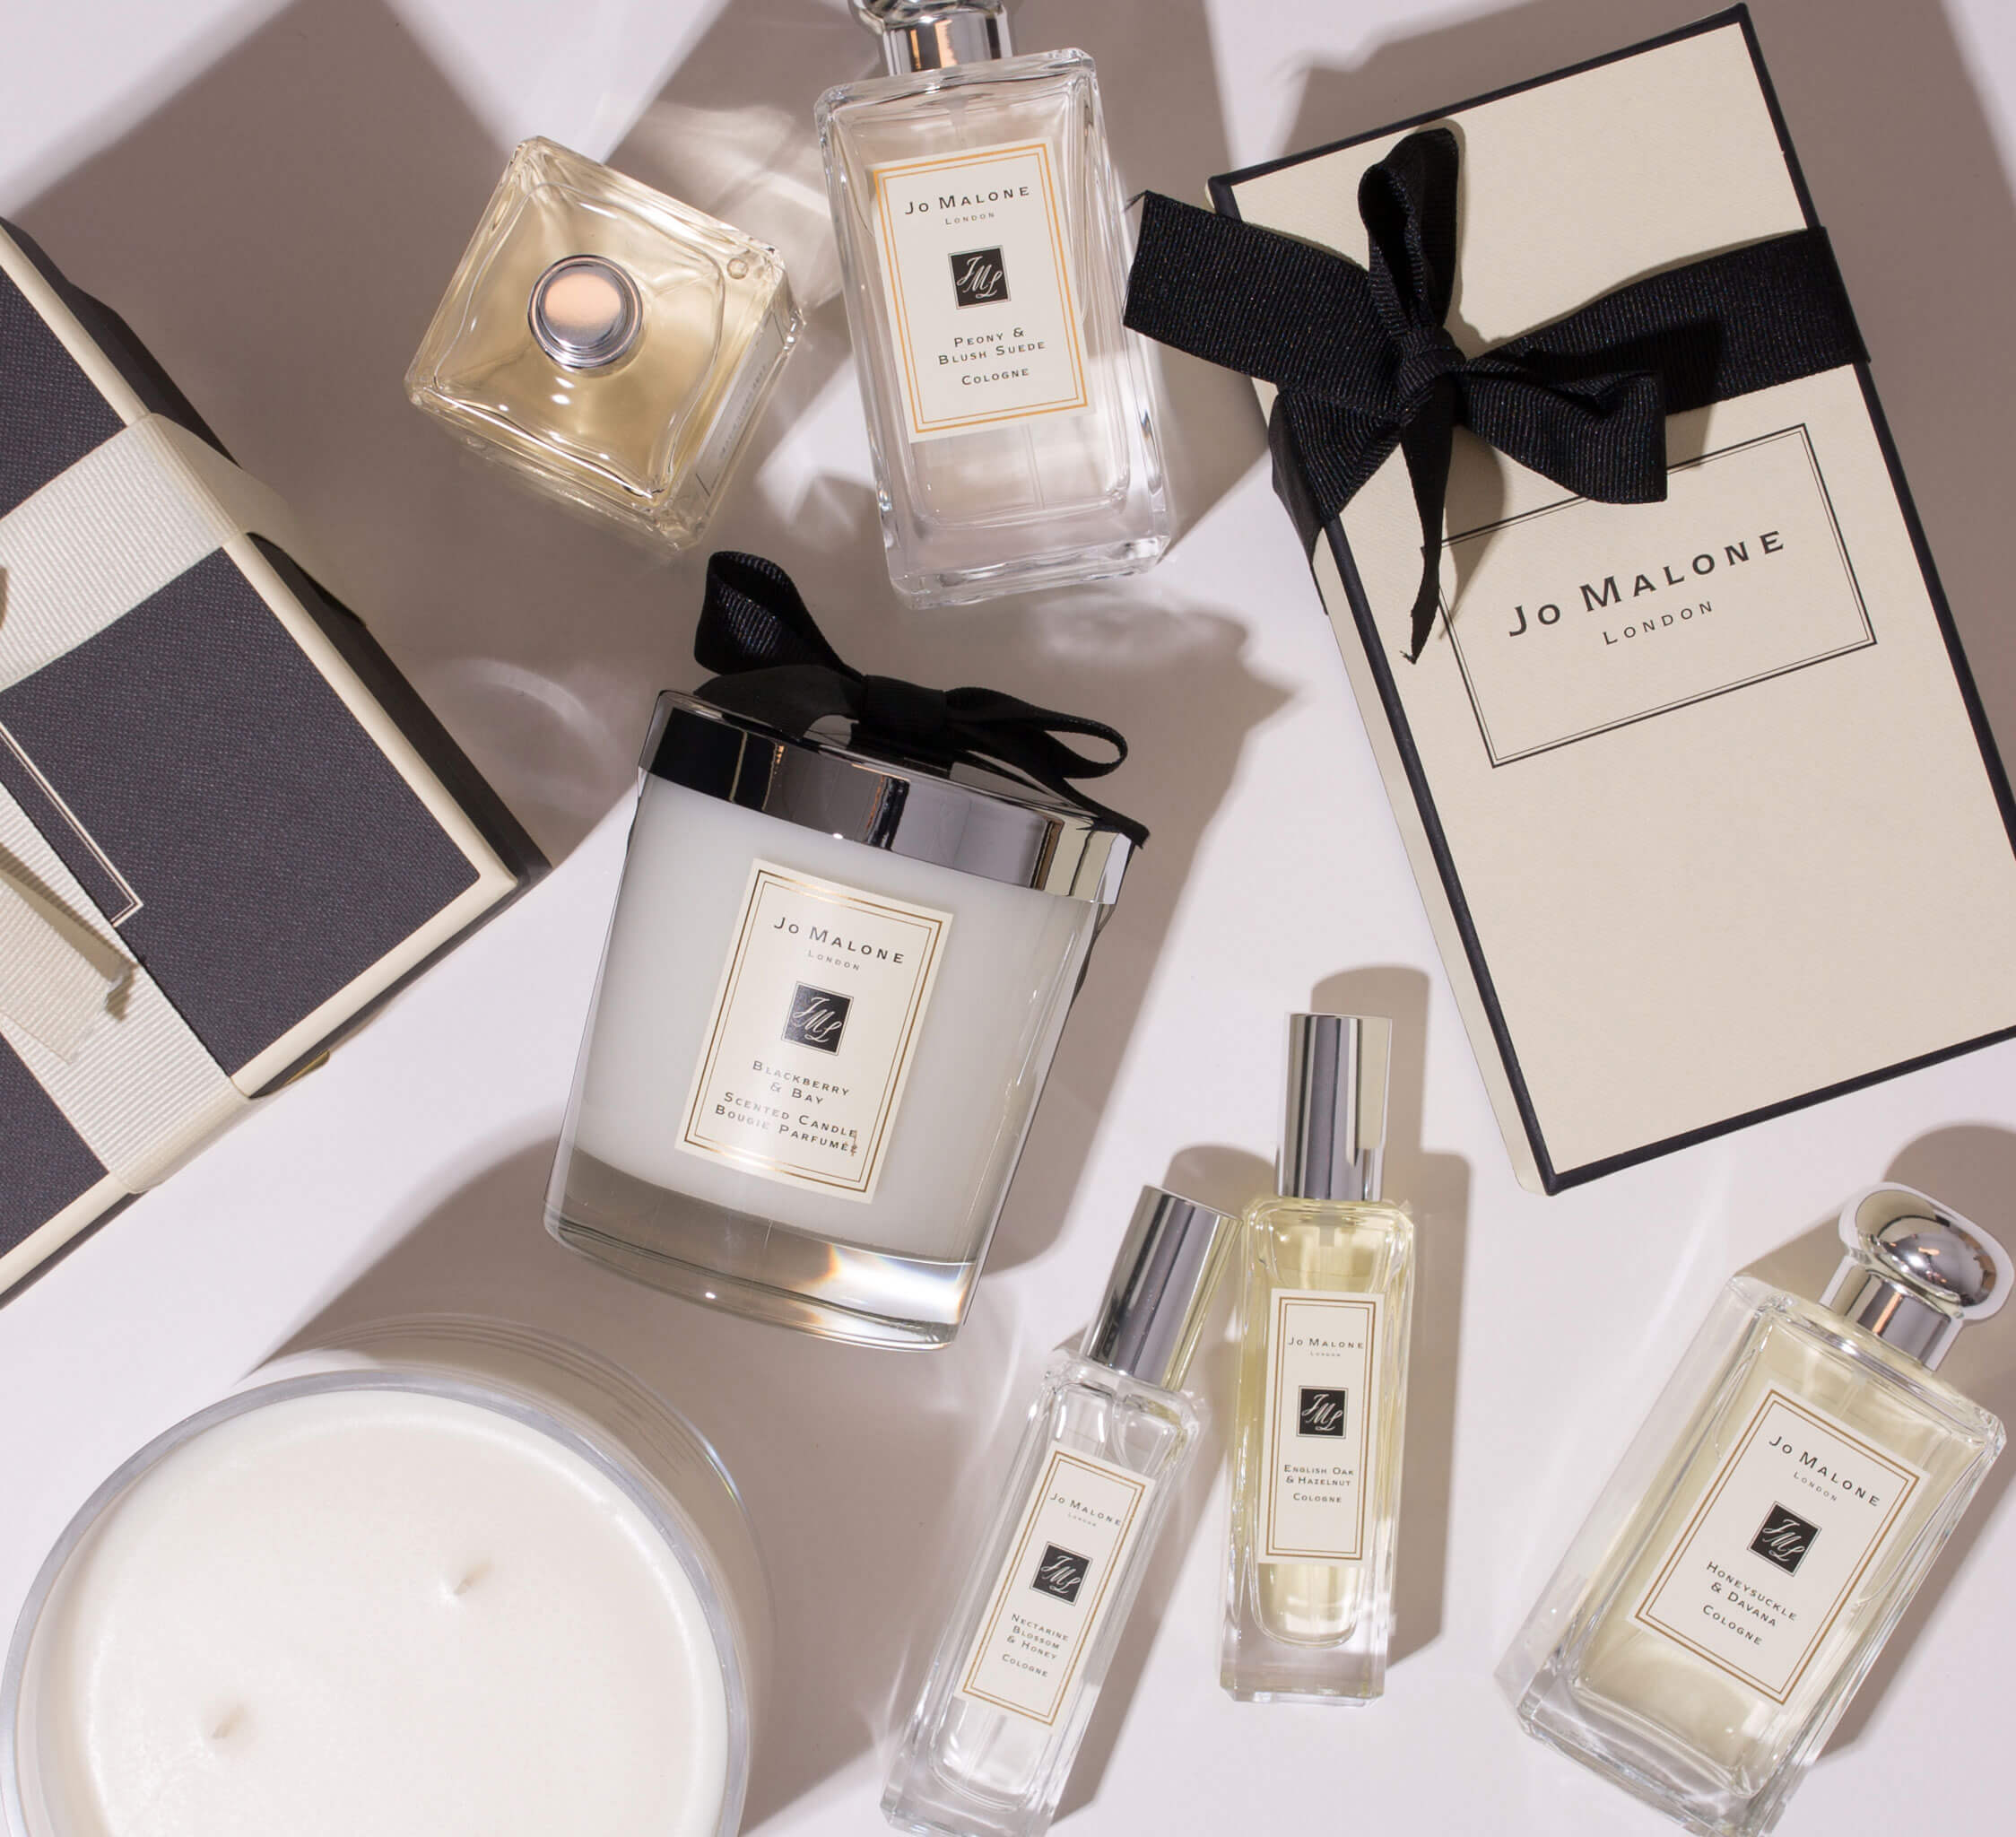 Jo Malone
London
JML
Peony &
Blush Suede
Cologne
Jo Malone
London
Jo Malone
London
JML
Blackberry
& Bay
Scented Candle
Bougie Parfumée
Jo Malone
London
JML
English Oak
& Hazelnut
Cologne
Jo Malone
London
JML
Nectarine
Blossom
& Honey
Cologne
Jo Malone
London
JML
Honeysuckle
& Davana
Cologne